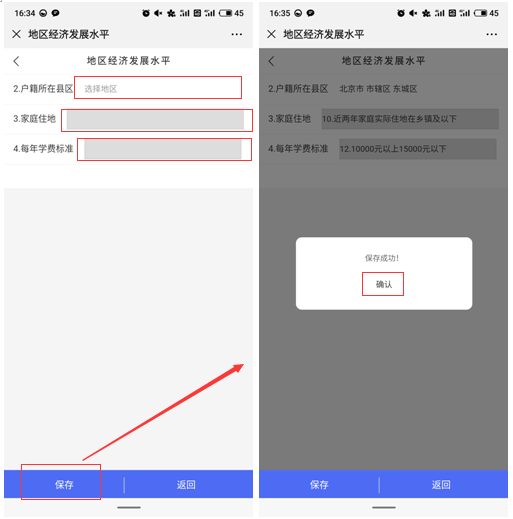 16:34
45
地区经济发展水平
地区经济发展水平
2.户籍所在县区
选择地区
3.家庭住地
4.每年学费标准
保存
返回
16:35
45
地区经济发展水平
地区经济发展水平
2.户籍所在县区
北京市 市辖区 东城区
3.家庭住地
10.近两年家庭实际住地在乡镇及以下
4.每年学费标准
12.10000元以上15000元以下
保存成功!
确认
保存
返回